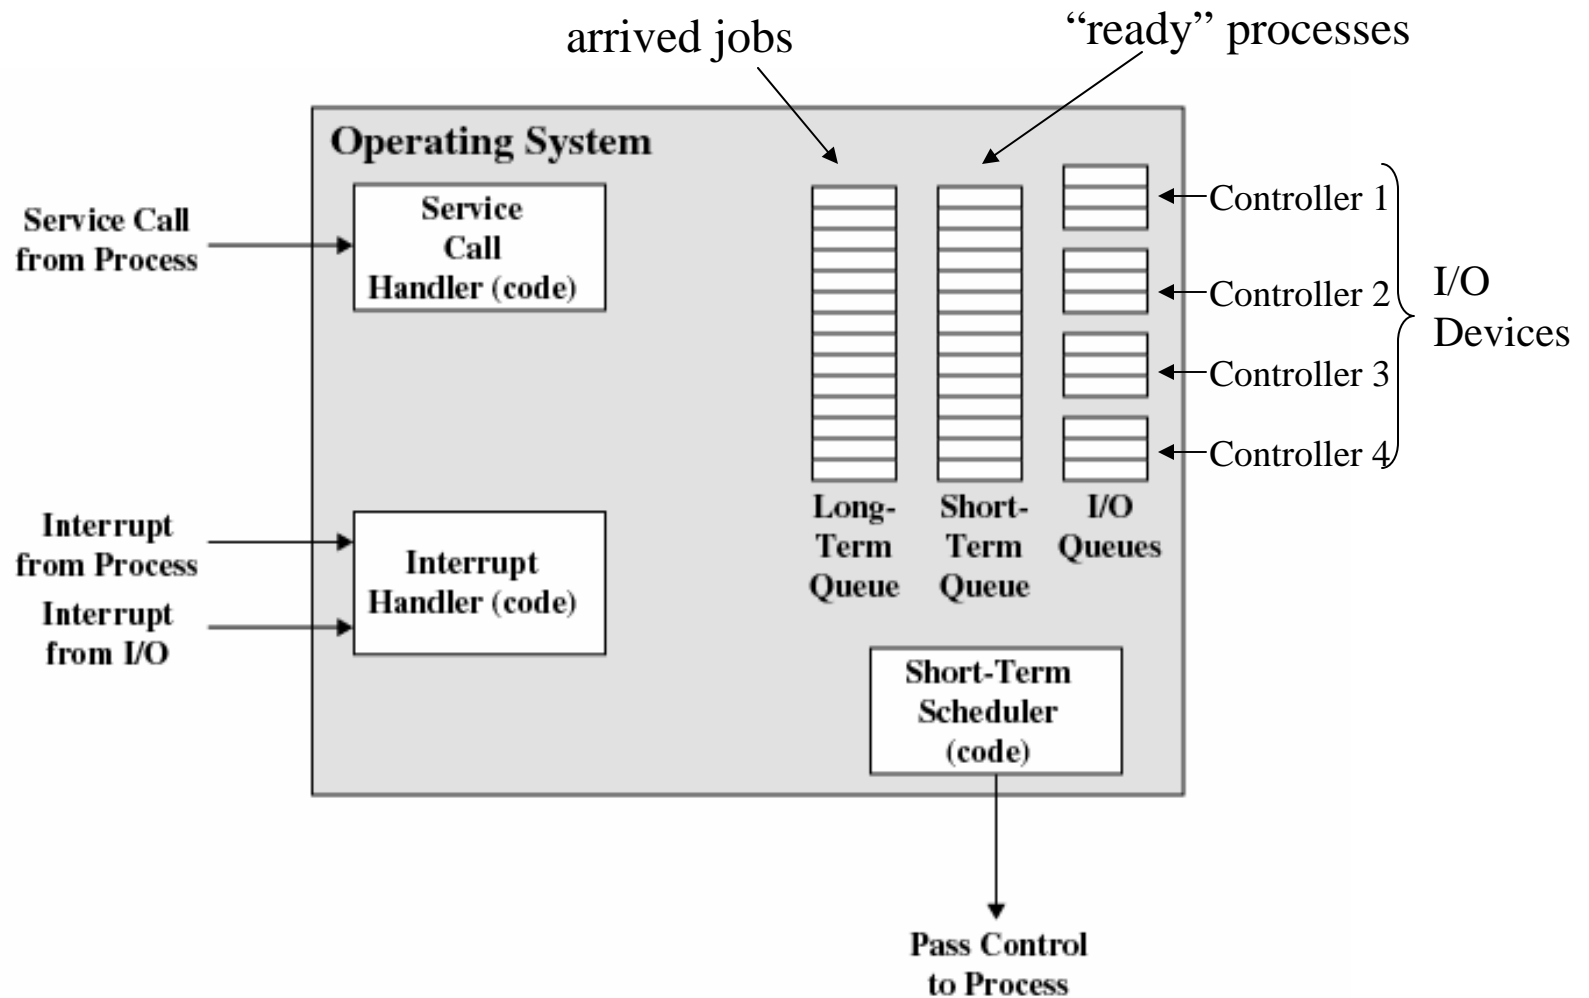 arrived jobs
“ready” processes
Operating System
Service Call
from Process
Service
Call
Handler (code)
Controller 1
Controller 2
Controller 3
Controller 4
I/O
Devices
Long-
Term
Queue
Short-
Term
Queue
I/O
Queues
Interrupt
from Process
Interrupt
from I/O
Interrupt
Handler (code)
Short-Term
Scheduler
(code)
Pass Control
to Process